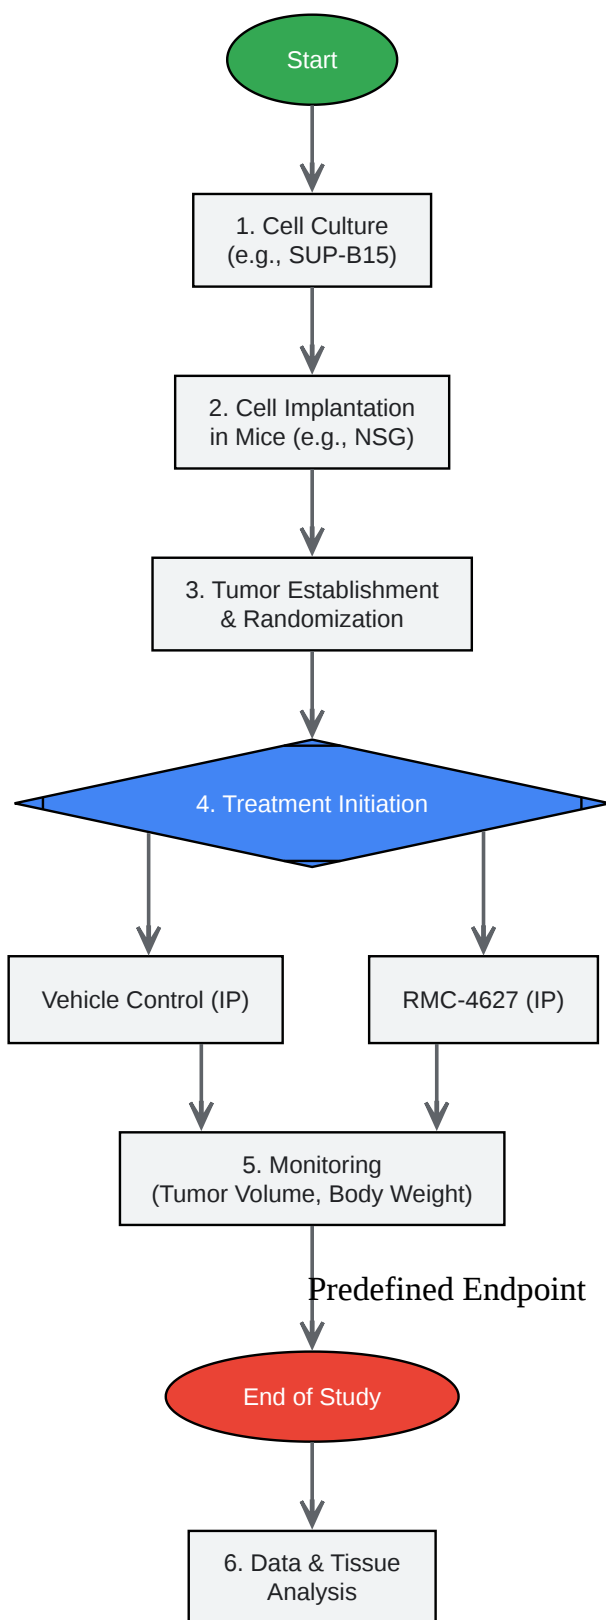 Start
1. Cell Culture
(e.g., SUP-B15)
2. Cell Implantation
in Mice (e.g., NSG)
3. Tumor Establishment
& Randomization
4. Treatment Initiation
Vehicle Control (IP)
RMC-4627 (IP)
5. Monitoring
(Tumor Volume, Body Weight)
Predefined Endpoint
End of Study
6. Data & Tissue
Analysis